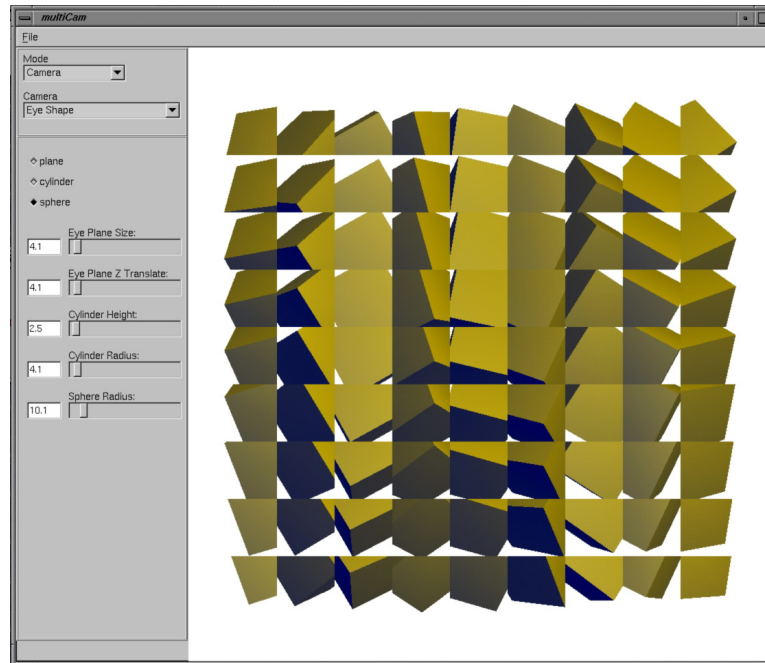 multiCam
File
Mode
Camera
Camera
Eye Shape
plane
cylinder
sphere
Eye Plane Size:
4.1
Eye Plane Z Translate:
4.1
Cylinder Height:
2.5
Cylinder Radius:
4.1
Sphere Radius:
10.1